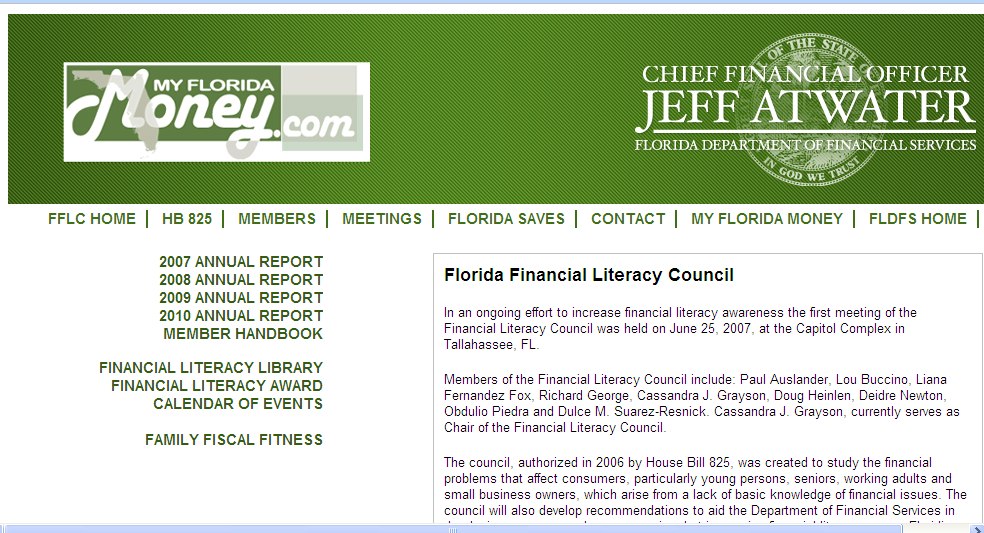 MY FLORIDA
Money.com
CHIEF FINANCIAL OFFICER
JEFF ATWATER
FLORIDA DEPARTMENT OF FINANCIAL SERVICES
OF THE STATE OF
IN GOD WE TRUST
FFLC HOME | HB 825 | MEMBERS | MEETINGS | FLORIDA SAVES | CONTACT | MY FLORIDA MONEY | FLDFS HOME |
2007 ANNUAL REPORT
2008 ANNUAL REPORT
2009 ANNUAL REPORT
2010 ANNUAL REPORT
MEMBER HANDBOOK
FINANCIAL LITERACY LIBRARY
FINANCIAL LITERACY AWARD
CALENDAR OF EVENTS
FAMILY FISCAL FITNESS
Florida Financial Literacy Council
In an ongoing effort to increase financial literacy awareness the first meeting of the
Financial Literacy Council was held on June 25, 2007, at the Capitol Complex in
Tallahassee, FL.
Members of the Financial Literacy Council include: Paul Auslander, Lou Buccino, Liana
Fernandez Fox, Richard George, Cassandra J. Grayson, Doug Heinlen, Deidre Newton,
Obdulio Piedra and Dulce M. Suarez-Resnick. Cassandra J. Grayson, currently serves as
Chair of the Financial Literacy Council.
The council, authorized in 2006 by House Bill 825, was created to study the financial
problems that affect consumers, particularly young persons, seniors, working adults and
small business owners, which arise from a lack of basic knowledge of financial issues. The
council will also develop recommendations to aid the Department of Financial Services in